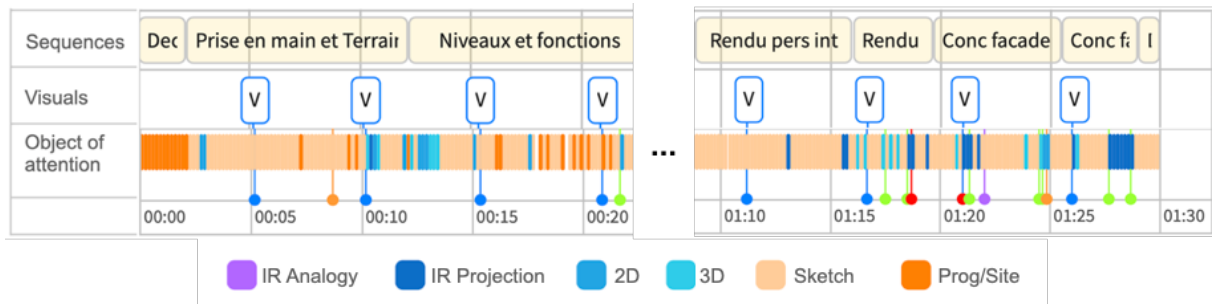 Sequences Dec Prise en main et Terrain Niveaux et fonctions Rendu pers int Rendu Conc facade Conc fa
Visuals V V V V V V V V
Object of
attention
...
00:00 00:05 00:10 00:15 00:20 01:10 01:15 01:20 01:25 01:30
IR Analogy IR Projection 2D 3D Sketch Prog/Site